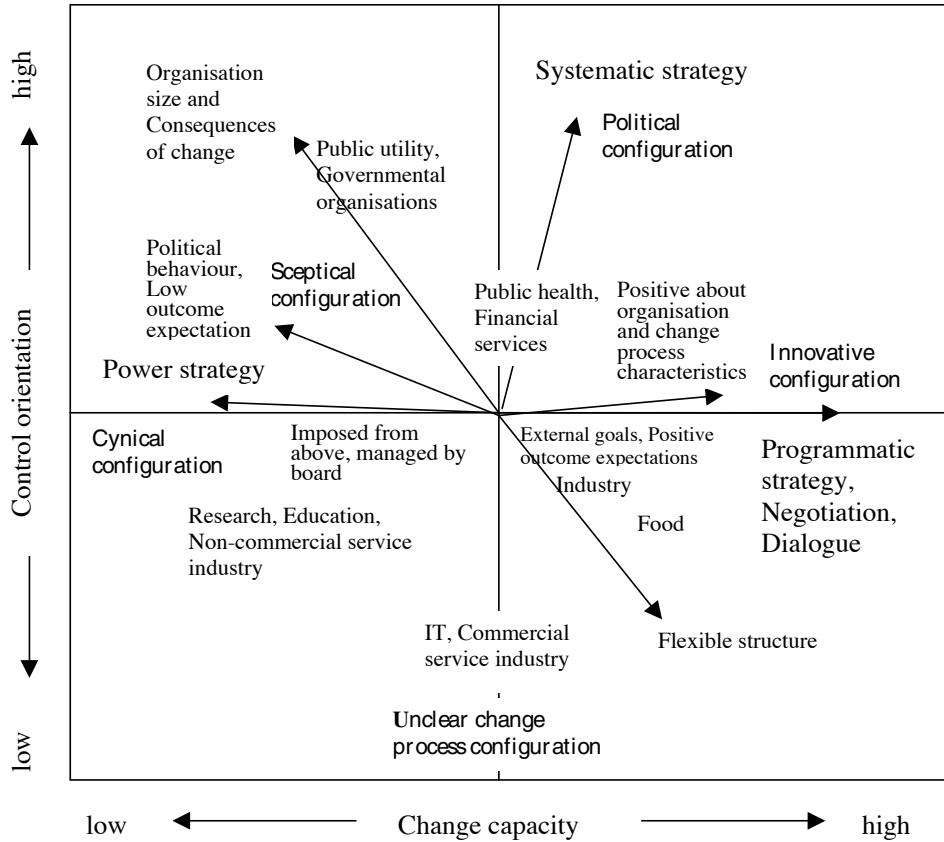 high
Control orientation
low
Organisation
size and
Consequences
of change
Public utility,
Governmental
organisations
Systematic strategy
Political
configuration
Political
behaviour,
Low
outcome
expectation
Sceptical
configuration
Public health,
Financial
services
Positive about
organisation
and change
process
characteristics
Innovative
configuration
Power strategy
Cynical
configuration
Imposed from
above, managed by
board
External goals, Positive
outcome expectations
Industry
Food
Programmatic
strategy,
Negotiation,
Dialogue
Research, Education,
Non-commercial service
industry
IT, Commercial
service industry
Flexible structure
Unclear change
process configuration
low
Change capacity
high